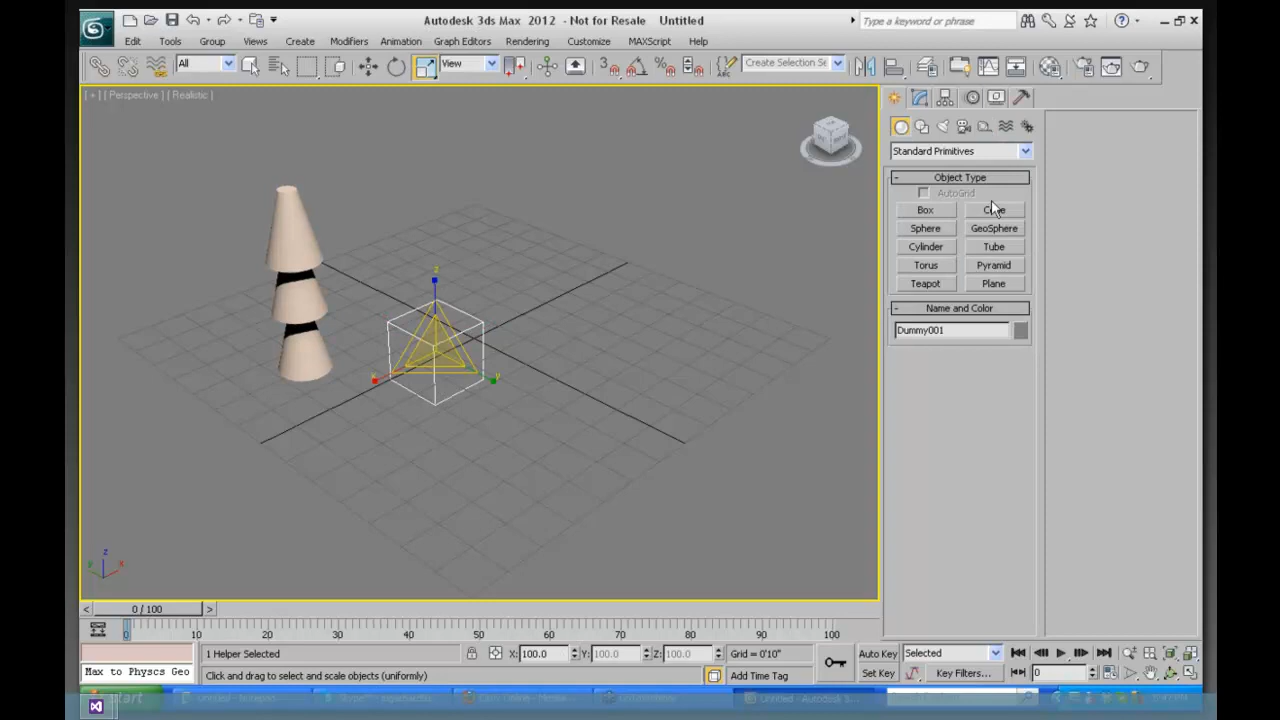 Autodesk 3ds Max 2012 - Not for Resale Untitled
Type a keyword or phrase
Edit Tools Group Views Create Modifiers Animation Graph Editors Rendering Customize MAXScript Help
All View Create Selection Se
[ + ] [ Perspective ] [ Realistic ]
Standard Primitives
- Object Type
AutoGrid
Box
Sphere GeoSphere
Cylinder Tube
Torus Pyramid
Teapot Plane
- Name and Color
Dummy001
z
x y
z
y x
< 0 / 100 >
0 10 20 30 40 50 60 70 80 90 100
1 Helper Selected X: 100.0 Y: 100.0 Z: 100.0 Grid = 0'10" Auto Key Selected
Max to Physcs Geo Click and drag to select and scale objects (uniformly) Add Time Tag Set Key Key Filters... 0